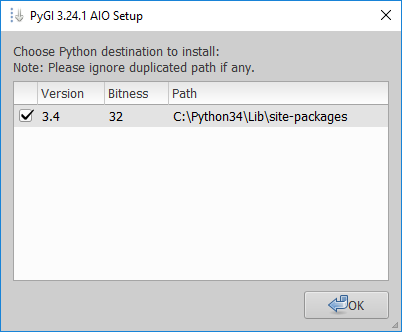 PyGI 3.24.1 AIO Setup
Choose Python destination to install:
Note: Please ignore duplicated path if any.
Version Bitness Path
3.4 32 C:\Python34\Lib\site-packages
OK